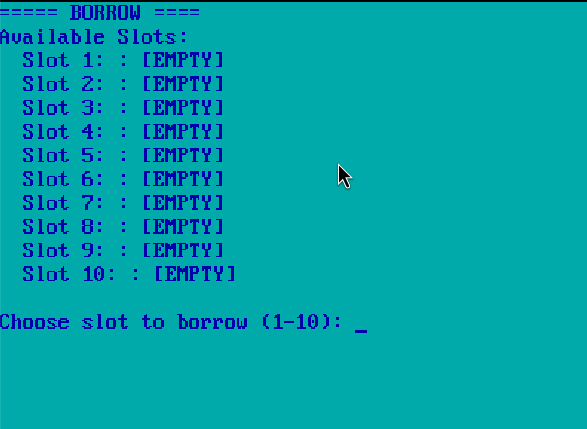 ===== BORROW ====
Available Slots:
  Slot 1: : [EMPTY]
  Slot 2: : [EMPTY]
  Slot 3: : [EMPTY]
  Slot 4: : [EMPTY]
  Slot 5: : [EMPTY]
  Slot 6: : [EMPTY]
  Slot 7: : [EMPTY]
  Slot 8: : [EMPTY]
  Slot 9: : [EMPTY]
  Slot 10: : [EMPTY]
Choose slot to borrow (1-10): _